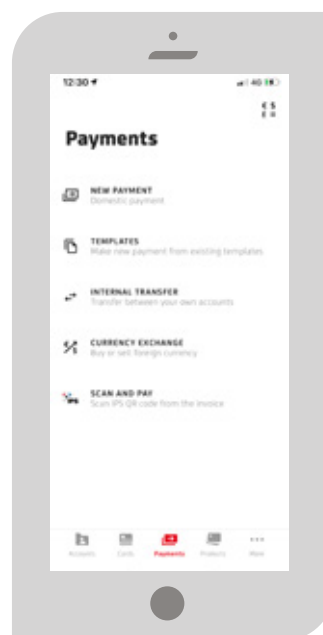 12:30
4G
€ $
£ ¥
Payments
NEW PAYMENT
Domestic payment
TEMPLATES
Make new payment from existing templates
INTERNAL TRANSFER
Transfer between your own accounts
CURRENCY EXCHANGE
Buy or sell foreign currency
SCAN AND PAY
Scan IPS QR code from the invoice
Accounts Cards Payments Products More